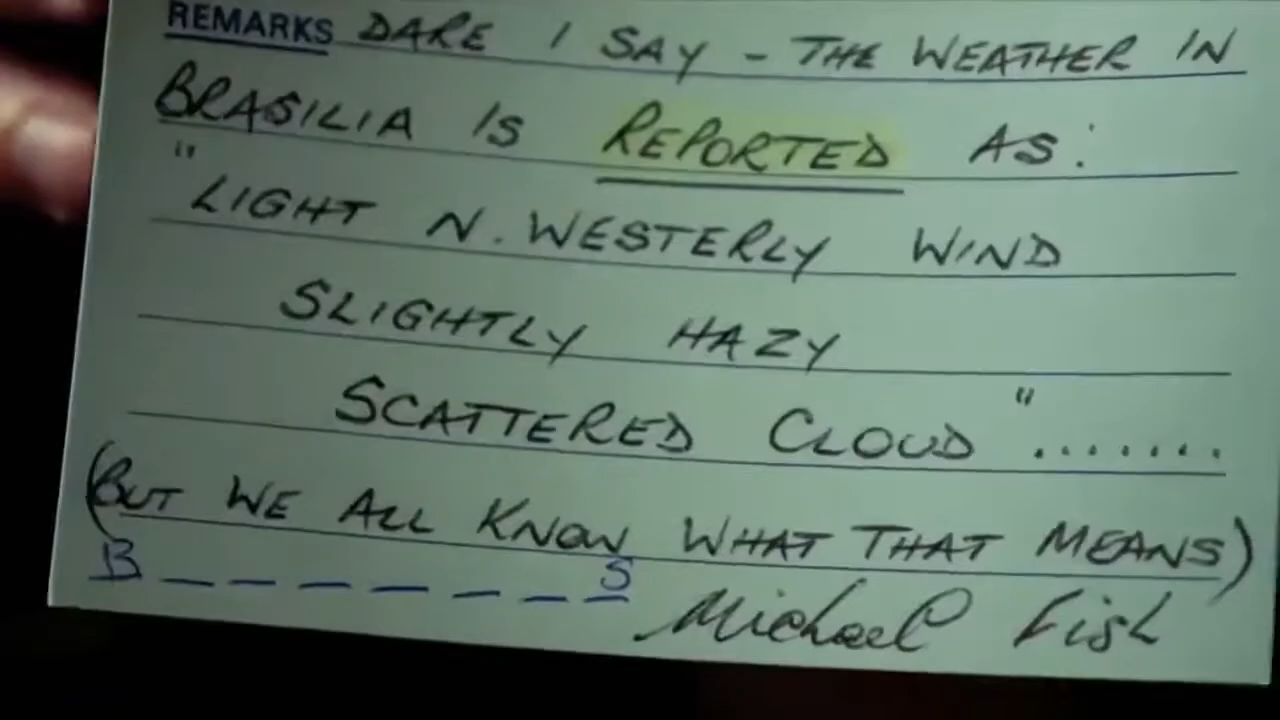 REMARKS DARE I SAY - THE WEATHER IN
BRASILIA IS REPORTED AS:
"LIGHT N. WESTERLY WIND
SLIGHTLY HAZY
SCATTERED CLOUD" .......
(BUT WE ALL KNOW WHAT THAT MEANS)
B _ _ _ _ _ _ S Michael Fish